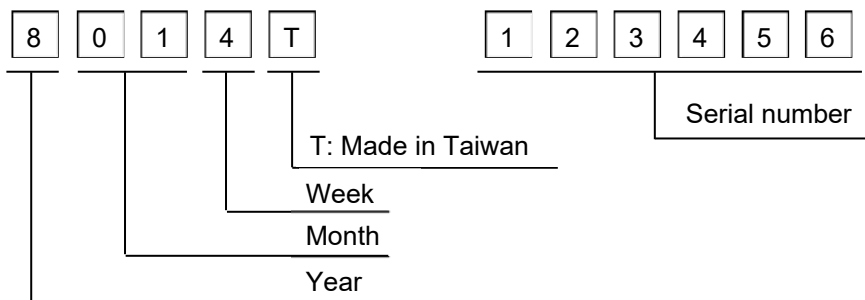 8 0 1 4 T 1 2 3 4 5 6
Serial number
T: Made in Taiwan
Week
Month
Year